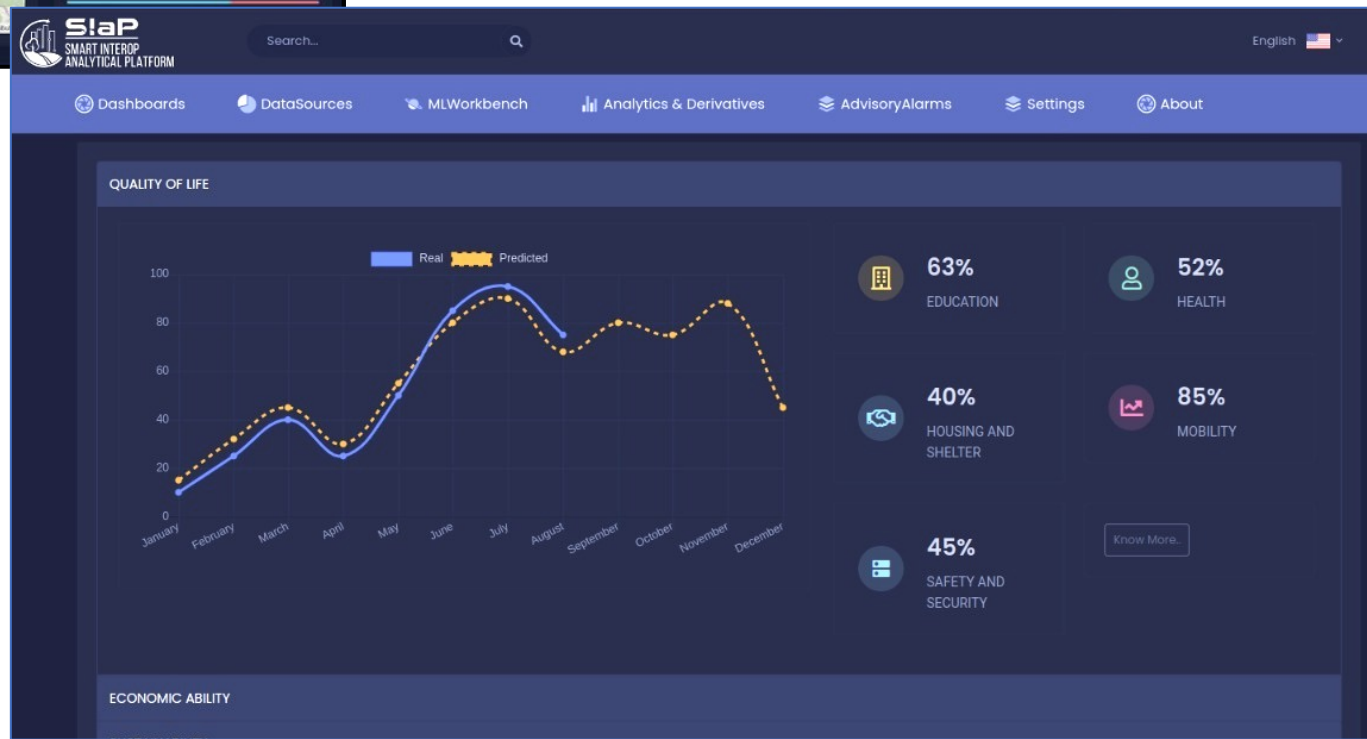 S!aP
SMART INTEROP
ANALYTICAL PLATFORM
Search...
English
Dashboards
DataSources
MLWorkbench
Analytics & Derivatives
AdvisoryAlarms
Settings
About
QUALITY OF LIFE
Real
Predicted
100
80
60
40
20
0
January
February
March
April
May
June
July
August
September
October
November
December
63%
EDUCATION
52%
HEALTH
40%
HOUSING AND
SHELTER
85%
MOBILITY
45%
SAFETY AND
SECURITY
Know More..
ECONOMIC ABILITY